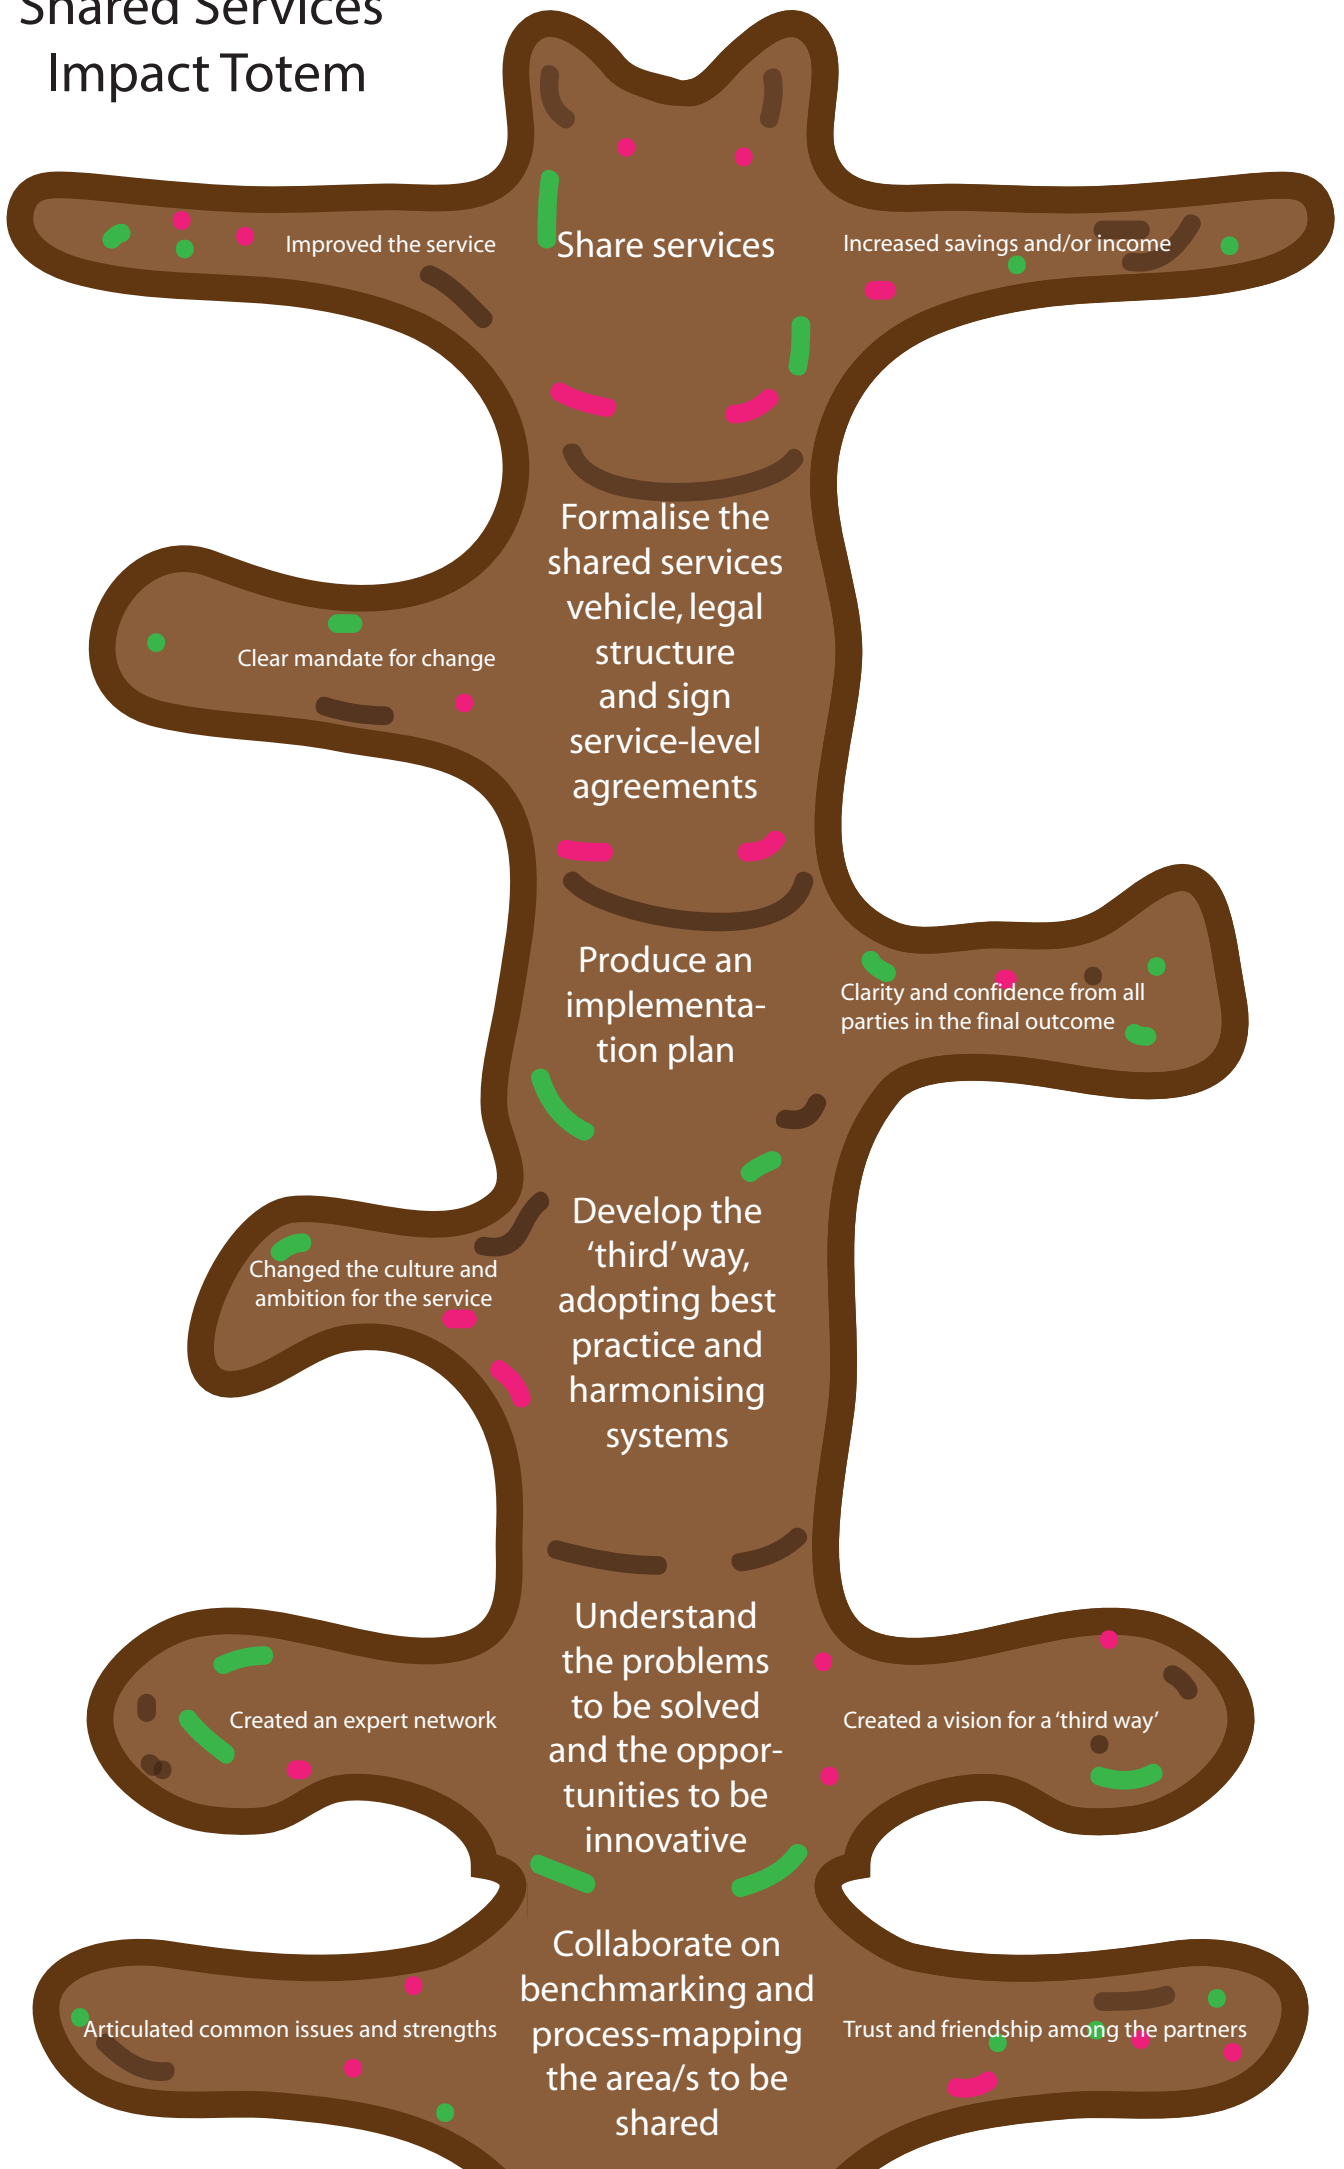 Shared Services
Impact Totem
Improved the service
Share services
Increased savings and/or income
Formalise the
shared services
vehicle, legal
structure
and sign
service-level
agreements
Clear mandate for change
Produce an
implementa-
tion plan
Clarity and confidence from all
parties in the final outcome
Develop the
‘third’ way,
adopting best
practice and
harmonising
systems
Changed the culture and
ambition for the service
Understand
the problems
to be solved
and the oppor-
tunities to be
innovative
Created an expert network
Created a vision for a ‘third way’
Collaborate on
benchmarking and
process-mapping
the area/s to be
shared
Articulated common issues and strengths
Trust and friendship among the partners